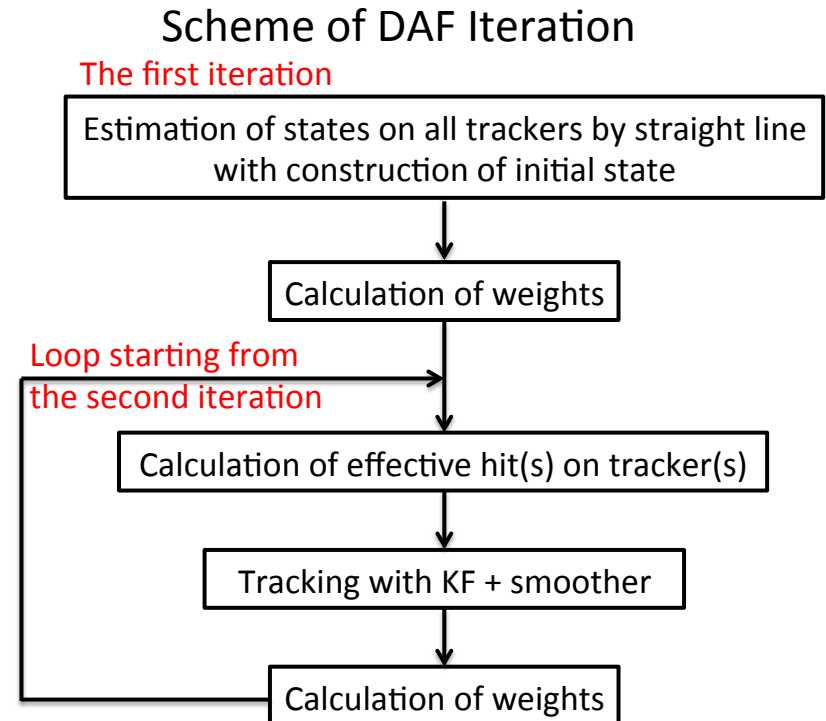 Scheme of DAF Iteration
The first iteration
Estimation of states on all trackers by straight line
with construction of initial state
Calculation of weights
Loop starting from
the second iteration
Calculation of effective hit(s) on tracker(s)
Tracking with KF + smoother
Calculation of weights